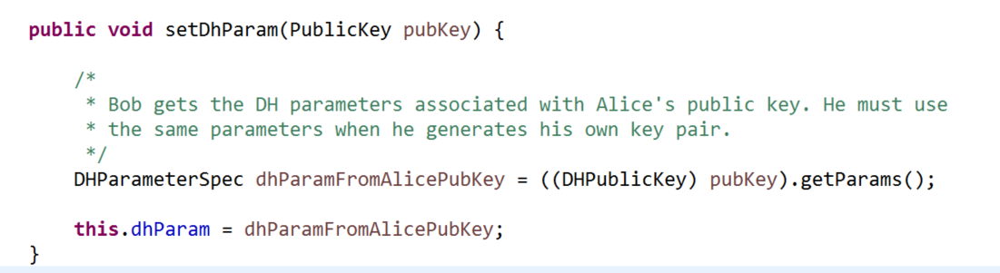 public void setDhParam(PublicKey pubKey) {
/*
* Bob gets the DH parameters associated with Alice's public key. He must use
* the same parameters when he generates his own key pair.
*/
DHParameterSpec dhParamFromAlicePubKey = ((DHPublicKey) pubKey).getParams();
this.dhParam = dhParamFromAlicePubKey;
}